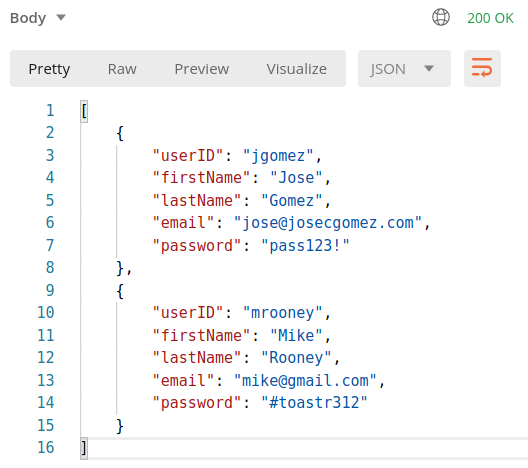 Body 200 OK
Pretty Raw Preview Visualize JSON
1 [
2 {
3 "userID": "jgomez",
4 "firstName": "Jose",
5 "lastName": "Gomez",
6 "email": "jose@josecgomez.com",
7 "password": "pass123!"
8 },
9 {
10 "userID": "mrooney",
11 "firstName": "Mike",
12 "lastName": "Rooney",
13 "email": "mike@gmail.com",
14 "password": "#toastr312"
15 }
16 ]